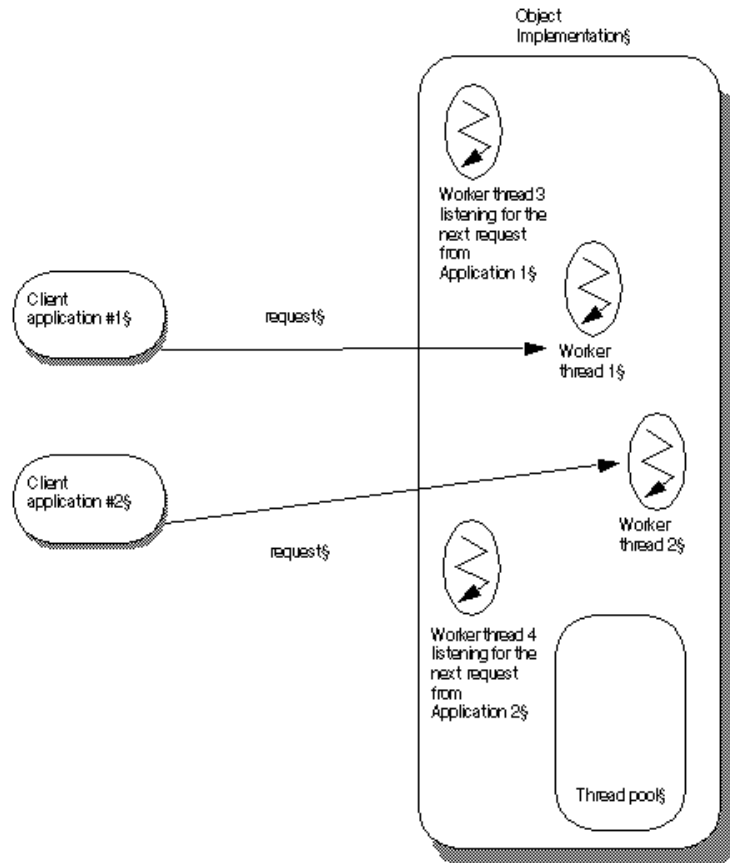 Object
Implementation§
Worker thread 3
listening for the
next request
from
Application 1§
Client
application #1§
request§
Worker
thread 1§
Client
application #2§
request§
Worker
thread 2§
Worker thread 4
listening for the
next request
from
Application 2§
Thread pool§